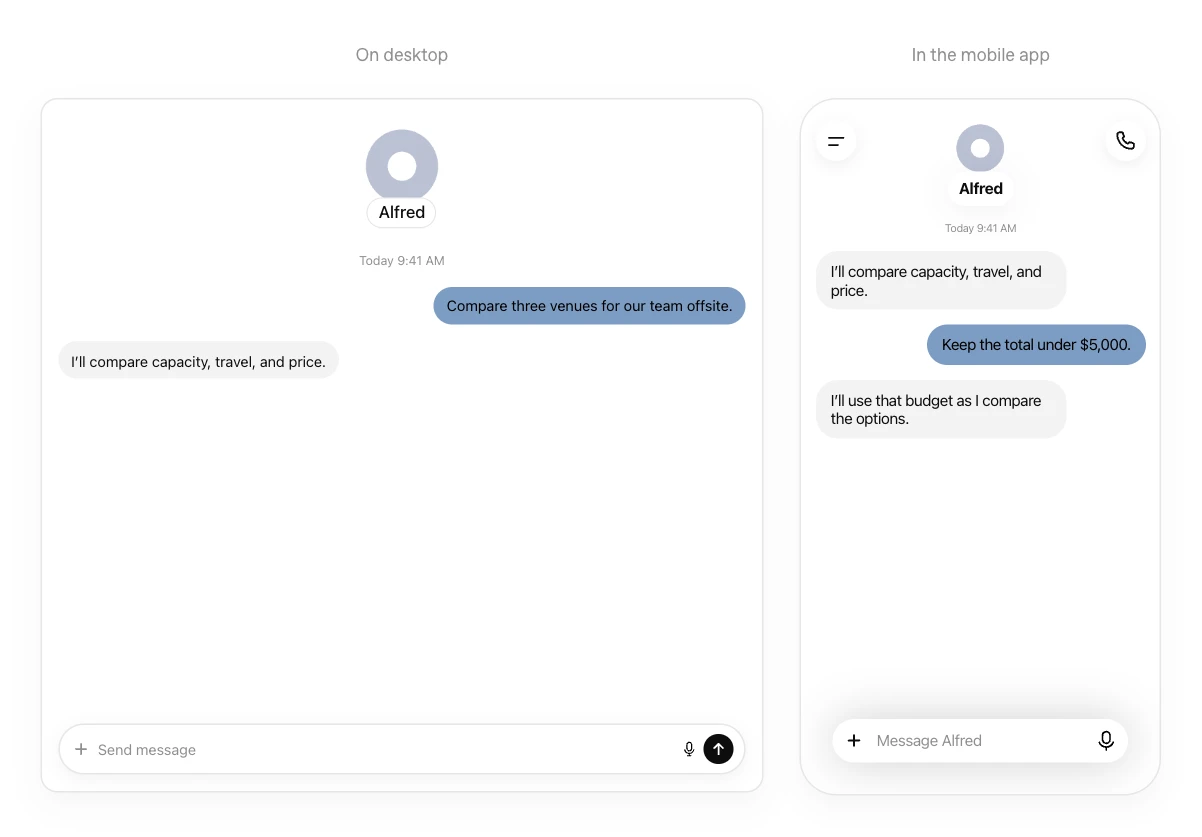 On desktop
Alfred
Today 9:41 AM
Compare three venues for our team offsite.
I’ll compare capacity, travel, and price.
Send message
In the mobile app
Alfred
Today 9:41 AM
I’ll compare capacity, travel, and
price.
Keep the total under $5,000.
I’ll use that budget as I compare
the options.
Message Alfred